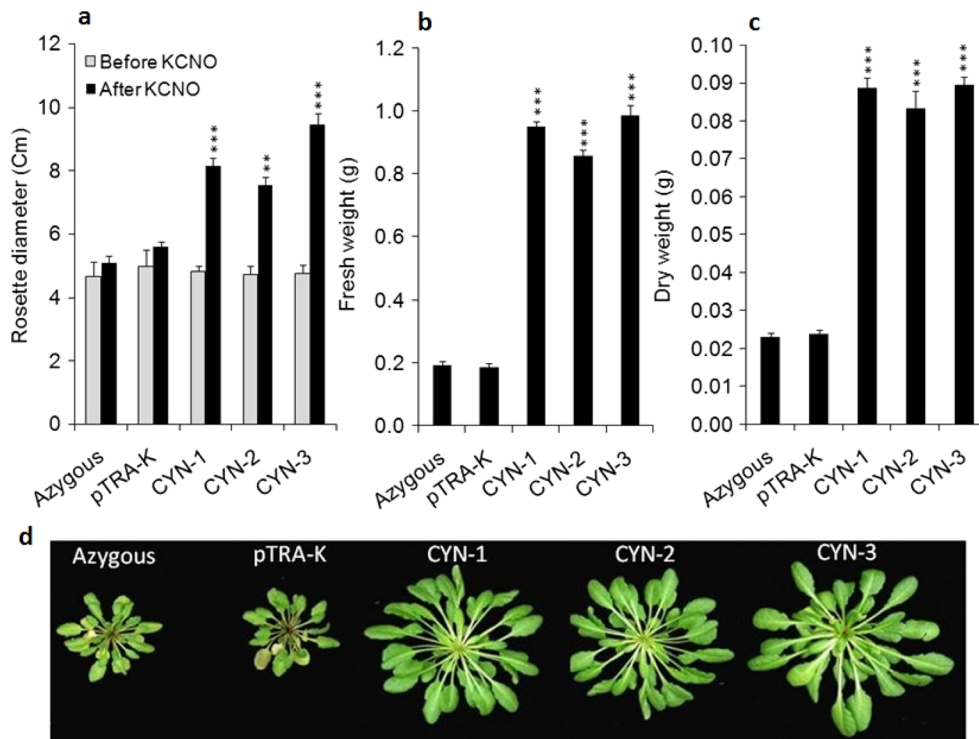 a
Rosette diameter (Cm)
12
10
8
6
4
2
0
Before KCNO
After KCNO
***
**
***
Azygous
pTRA-K
CYN-1
CYN-2
CYN-3
b
Fresh weight (g)
1.2
1.0
0.8
0.6
0.4
0.2
0.0
***
***
***
Azygous
pTRA-K
CYN-1
CYN-2
CYN-3
c
Dry weight (g)
0.10
0.09
0.08
0.07
0.06
0.05
0.04
0.03
0.02
0.01
0.00
***
***
***
Azygous
pTRA-K
CYN-1
CYN-2
CYN-3
d
Azygous
pTRA-K
CYN-1
CYN-2
CYN-3